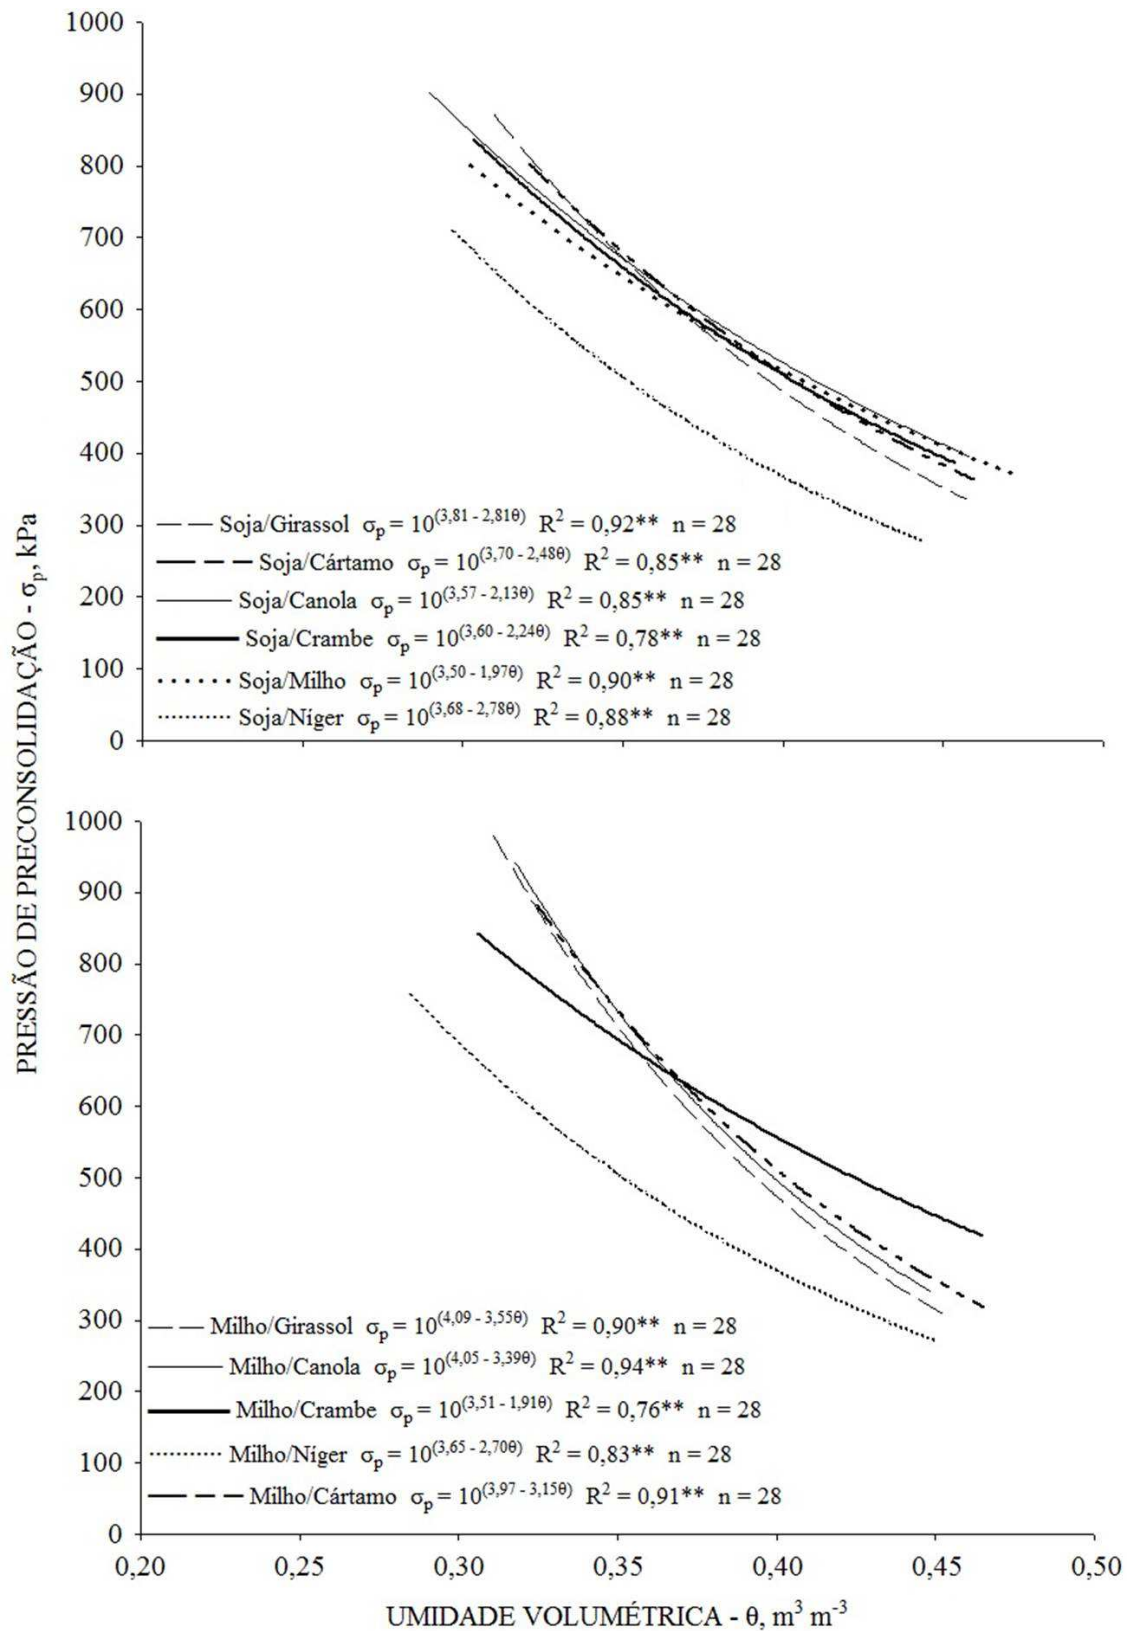 1000
900
800
700
600
500
400
300
200
100
0
Soja/Girassol σp = 10^(3,81 - 2,81θ) R² = 0,92** n = 28
Soja/Cártamo σp = 10^(3,70 - 2,48θ) R² = 0,85** n = 28
Soja/Canola σp = 10^(3,57 - 2,13θ) R² = 0,85** n = 28
Soja/Crambe σp = 10^(3,60 - 2,24θ) R² = 0,78** n = 28
Soja/Milho σp = 10^(3,50 - 1,97θ) R² = 0,90** n = 28
Soja/Níger σp = 10^(3,68 - 2,78θ) R² = 0,88** n = 28
PRESSÃO DE PRECONSOLIDAÇÃO - σp, kPa
1000
900
800
700
600
500
400
300
200
100
0
Milho/Girassol σp = 10^(4,09 - 3,55θ) R² = 0,90** n = 28
Milho/Canola σp = 10^(4,05 - 3,39θ) R² = 0,94** n = 28
Milho/Crambe σp = 10^(3,51 - 1,91θ) R² = 0,76** n = 28
Milho/Níger σp = 10^(3,65 - 2,70θ) R² = 0,83** n = 28
Milho/Cártamo σp = 10^(3,97 - 3,15θ) R² = 0,91** n = 28
0,20 0,25 0,30 0,35 0,40 0,45 0,50
UMIDADE VOLUMÉTRICA - θ, m³ m⁻³